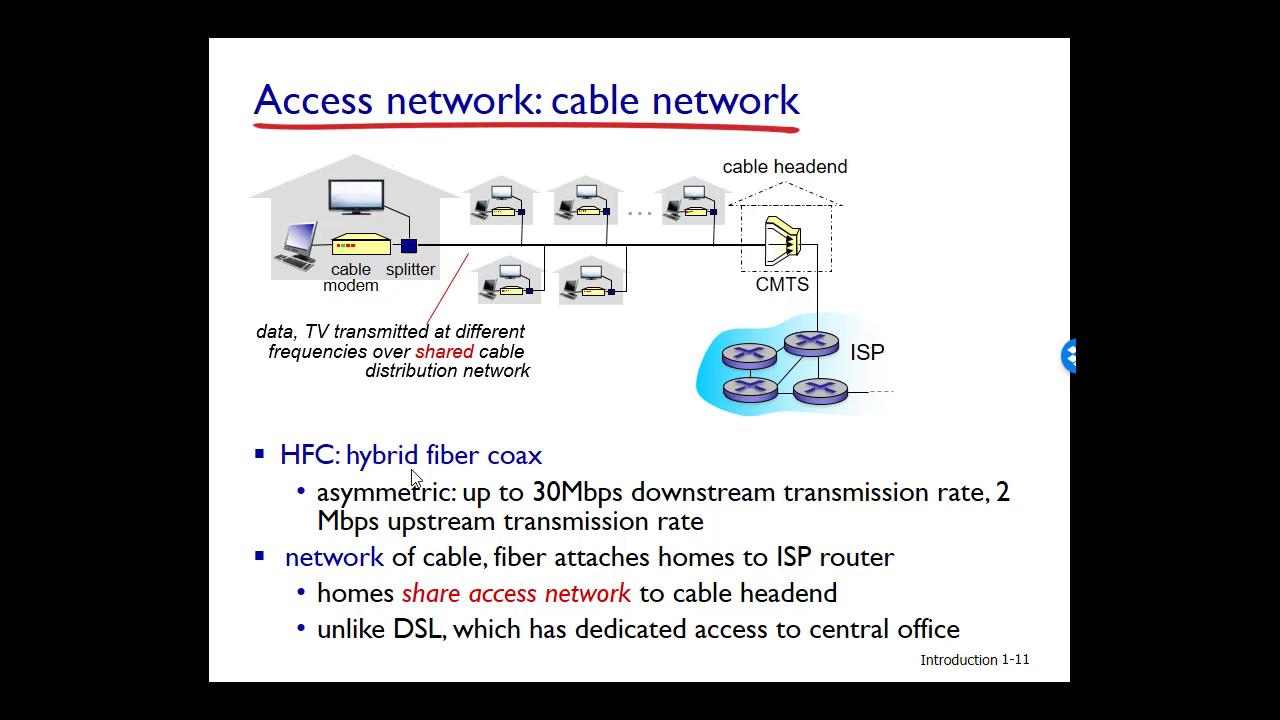 Access network: cable network
cable headend
cable
modem
splitter
CMTS
data, TV transmitted at different
frequencies over shared cable
distribution network
ISP
HFC: hybrid fiber coax
asymmetric: up to 30Mbps downstream transmission rate, 2
Mbps upstream transmission rate
network of cable, fiber attaches homes to ISP router
homes share access network to cable headend
unlike DSL, which has dedicated access to central office
Introduction 1-11